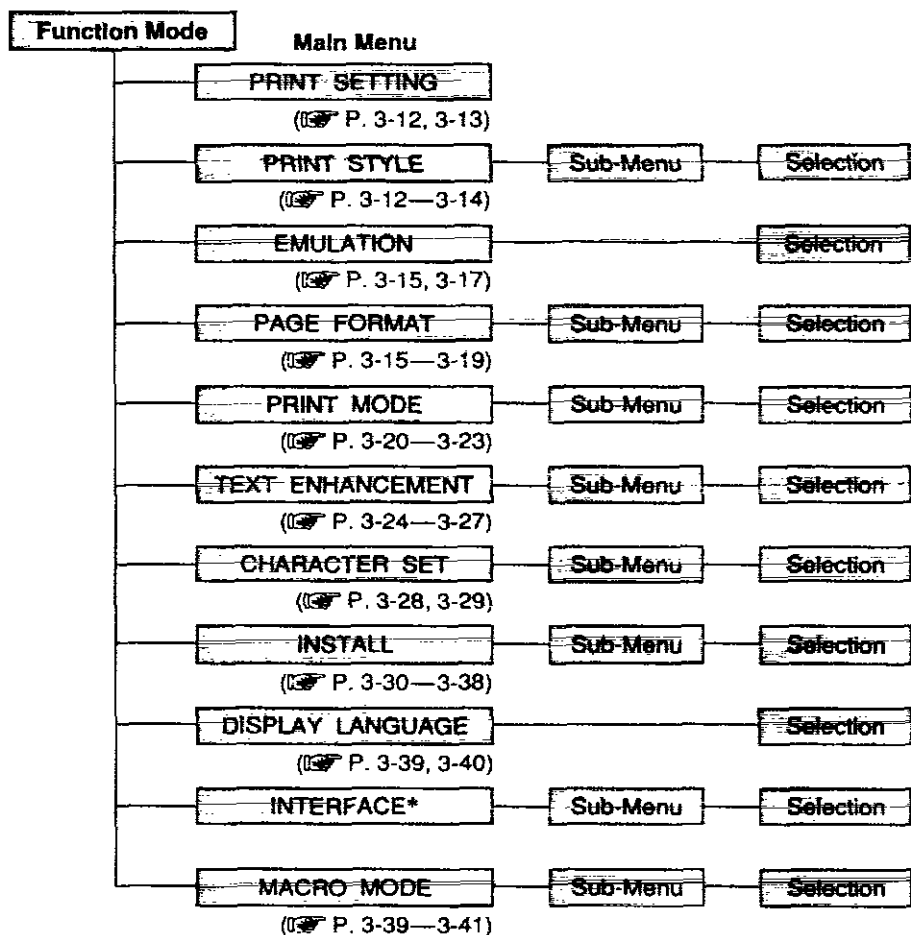 Function Mode
Main Menu
PRINT SETTING
(☞ P. 3-12, 3-13)
PRINT STYLE Sub-Menu Selection
(☞ P. 3-12—3-14)
EMULATION Selection
(☞ P. 3-15, 3-17)
PAGE FORMAT Sub-Menu Selection
(☞ P. 3-15—3-19)
PRINT MODE Sub-Menu Selection
(☞ P. 3-20—3-23)
TEXT ENHANCEMENT Sub-Menu Selection
(☞ P. 3-24—3-27)
CHARACTER SET Sub-Menu Selection
(☞ P. 3-28, 3-29)
INSTALL Sub-Menu Selection
(☞ P. 3-30—3-38)
DISPLAY LANGUAGE Selection
(☞ P. 3-39, 3-40)
INTERFACE* Sub-Menu Selection
MACRO MODE Sub-Menu Selection
(☞ P. 3-39—3-41)